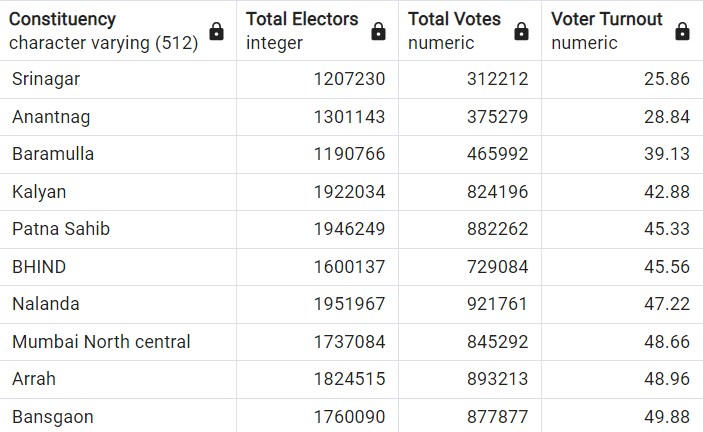 Constituency Total Electors Total Votes Voter Turnout
character varying (512) integer numeric numeric
Srinagar 1207230 312212 25.86
Anantnag 1301143 375279 28.84
Baramulla 1190766 465992 39.13
Kalyan 1922034 824196 42.88
Patna Sahib 1946249 882262 45.33
BHIND 1600137 729084 45.56
Nalanda 1951967 921761 47.22
Mumbai North central 1737084 845292 48.66
Arrah 1824515 893213 48.96
Bansgaon 1760090 877877 49.88